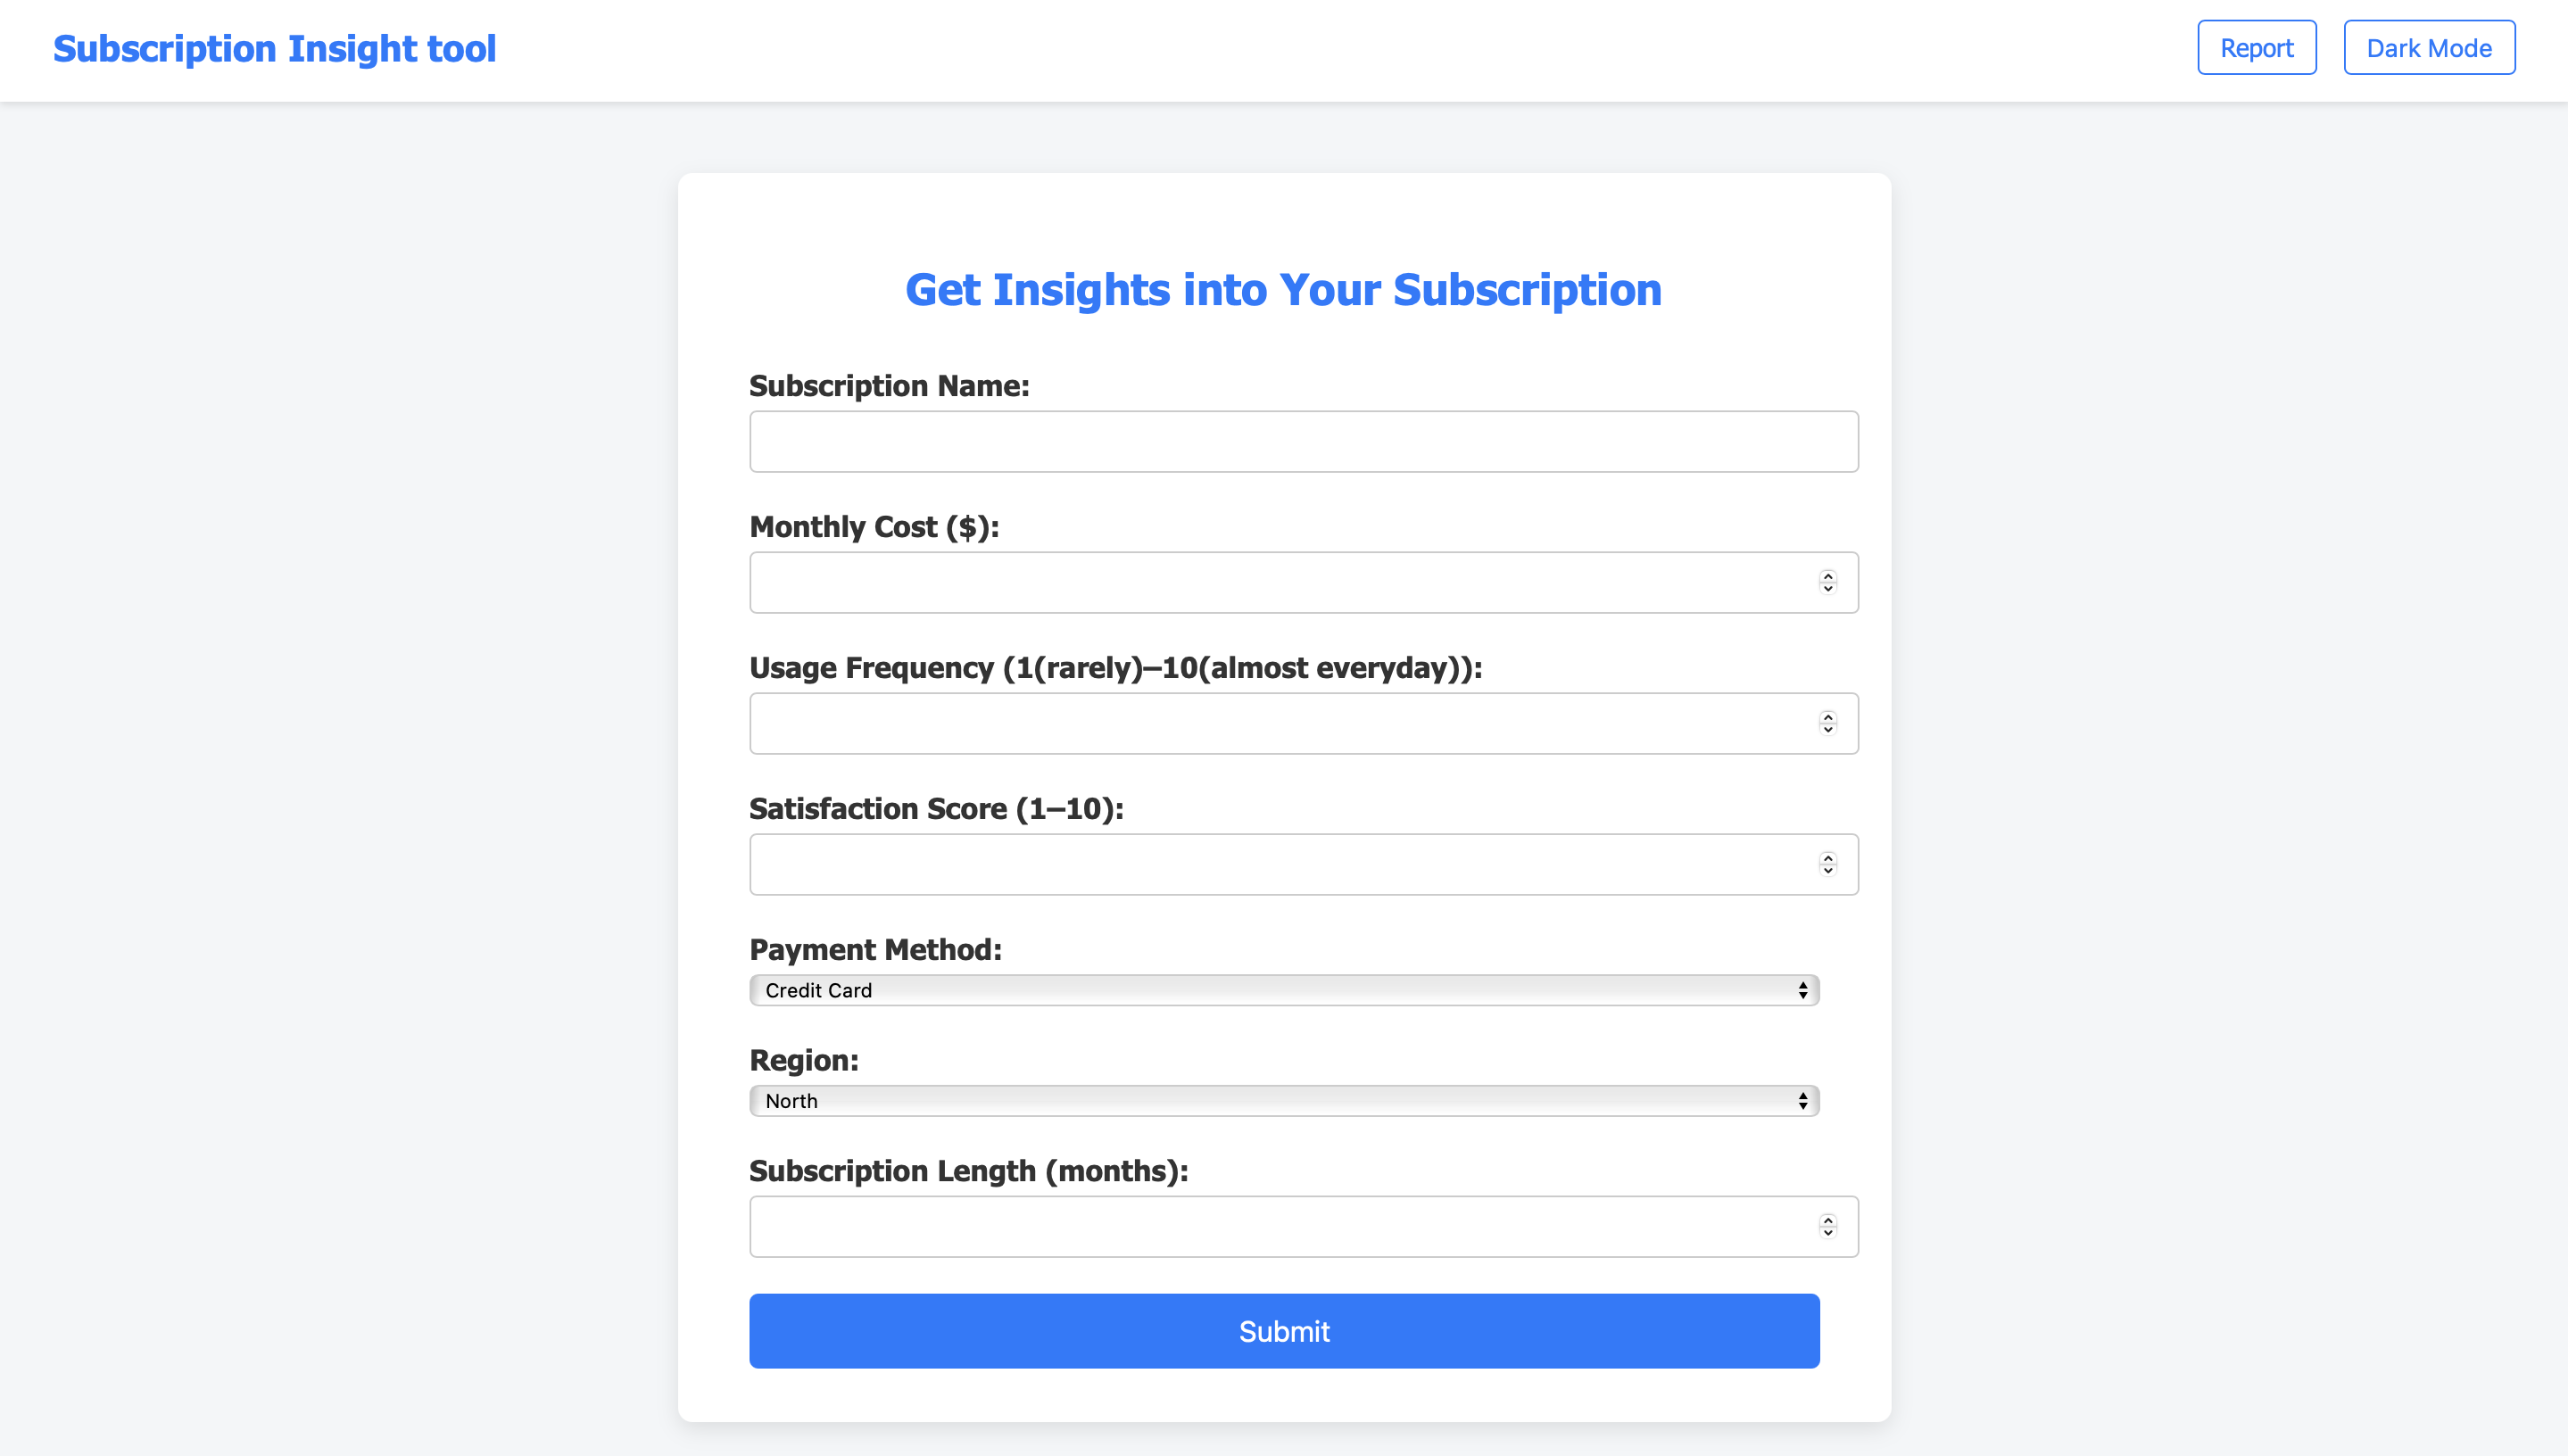 Subscription Insight tool
Report
Dark Mode
Get Insights into Your Subscription
Subscription Name:
Monthly Cost ($):
Usage Frequency (1(rarely)–10(almost everyday)):
Satisfaction Score (1–10):
Payment Method:
Credit Card
Region:
North
Subscription Length (months):
Submit